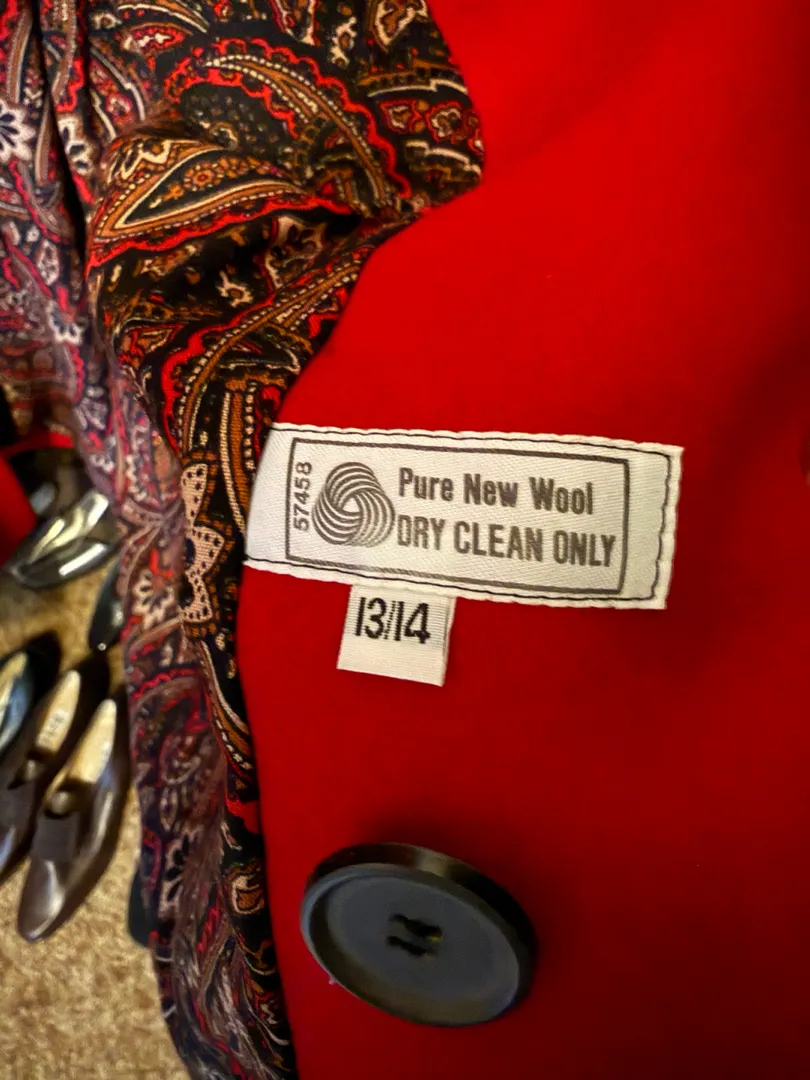 57458
Pure New Wool
DRY CLEAN ONLY
13/14